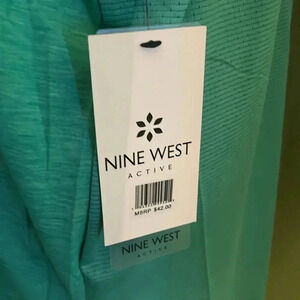 NINE WEST
ACTIVE
MSRP $42.00
NINE WEST
ACTIVE